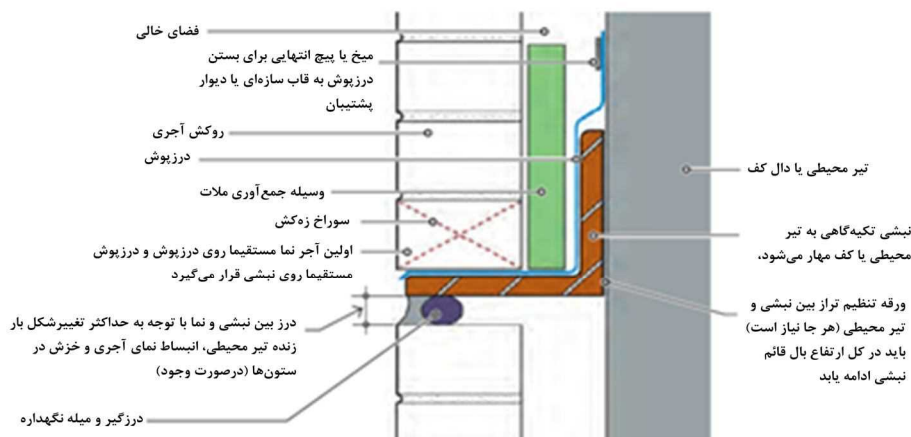 فضای خالی
میخ یا پیچ انتهایی برای بستن
درزپوش به قاب سازه‌ای یا دیوار
پشتیبان
روکش آجری
درزپوش
وسیله جمع‌آوری ملات
سوراخ زه‌کش
اولین آجر نما مستقیما روی درزپوش و درزپوش
مستقیما روی نبشی قرار می‌گیرد
درز بین نبشی و نما با توجه به حداکثر تغییرشکل بار
زنده تیر محیطی، انبساط نمای آجری و خزش در
ستون‌ها (درصورت وجود)
درزگیر و میله نگهداره
تیر محیطی یا دال کف
نبشی تکیه‌گاهی به تیر
محیطی یا کف مهار می‌شود،
ورقه تنظیم تراز بین نبشی و
تیر محیطی (هر جا نیاز است)
باید در کل ارتفاع بال قائم
نبشی ادامه یابد